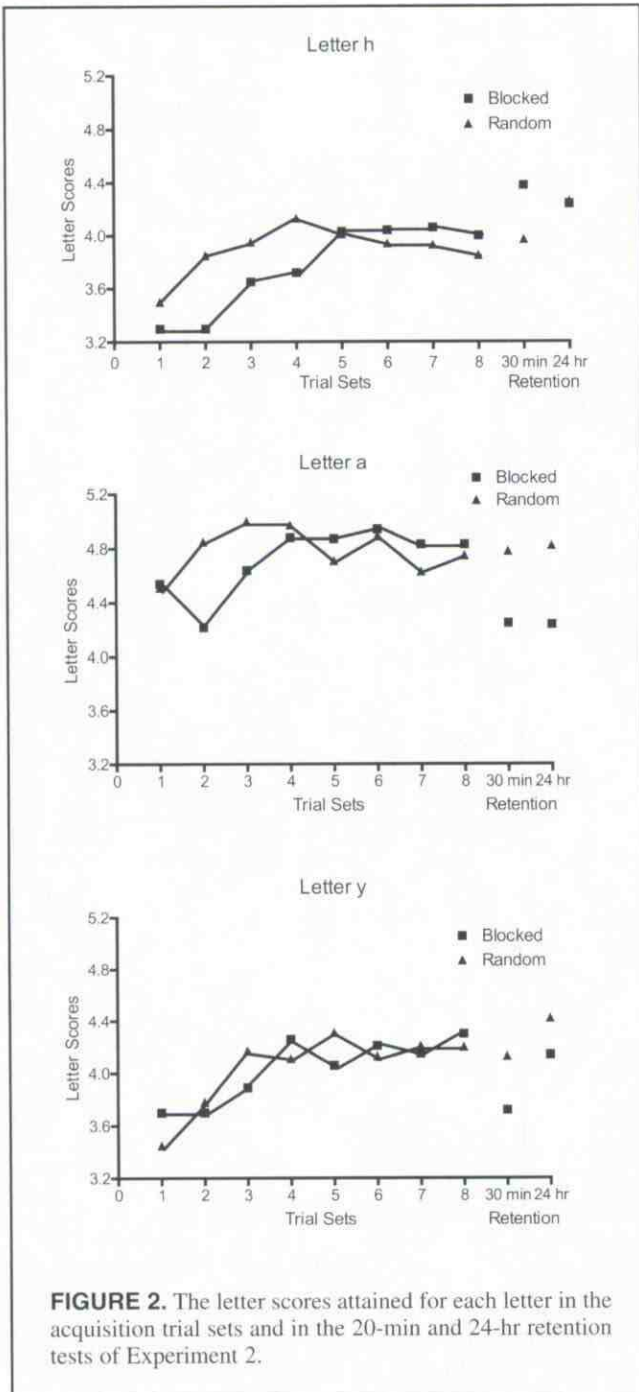 Letter h
5.2
4.8
4.4
4.0
3.6
3.2
Letter Scores
Blocked
Random
0 1 2 3 4 5 6 7 8 30 min 24 hr
Trial Sets Retention
Letter a
5.2
4.8
4.4
4.0
3.6
3.2
Letter Scores
Blocked
Random
0 1 2 3 4 5 6 7 8 30 min 24 hr
Trial Sets Retention
Letter y
5.2
4.8
4.4
4.0
3.6
3.2
Letter Scores
Blocked
Random
0 1 2 3 4 5 6 7 8 30 min 24 hr
Trial Sets Retention
FIGURE 2. The letter scores attained for each letter in the
acquisition trial sets and in the 20-min and 24-hr retention
tests of Experiment 2.